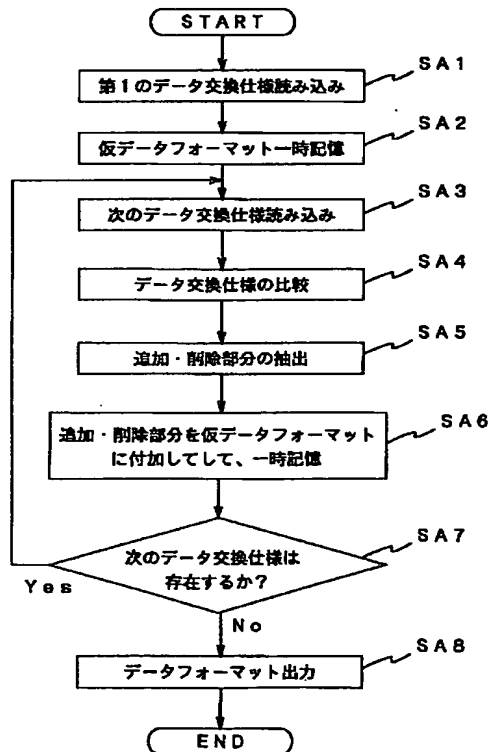 START
第1のデータ交換仕様読み込み
SA1
仮データフォーマット一時記憶
SA2
次のデータ交換仕様読み込み
SA3
データ交換仕様の比較
SA4
追加・削除部分の抽出
SA5
追加・削除部分を仮データフォーマット
に付加してして、一時記憶
SA6
次のデータ交換仕様は
存在するか？
SA7
Yes
No
データフォーマット出力
SA8
END